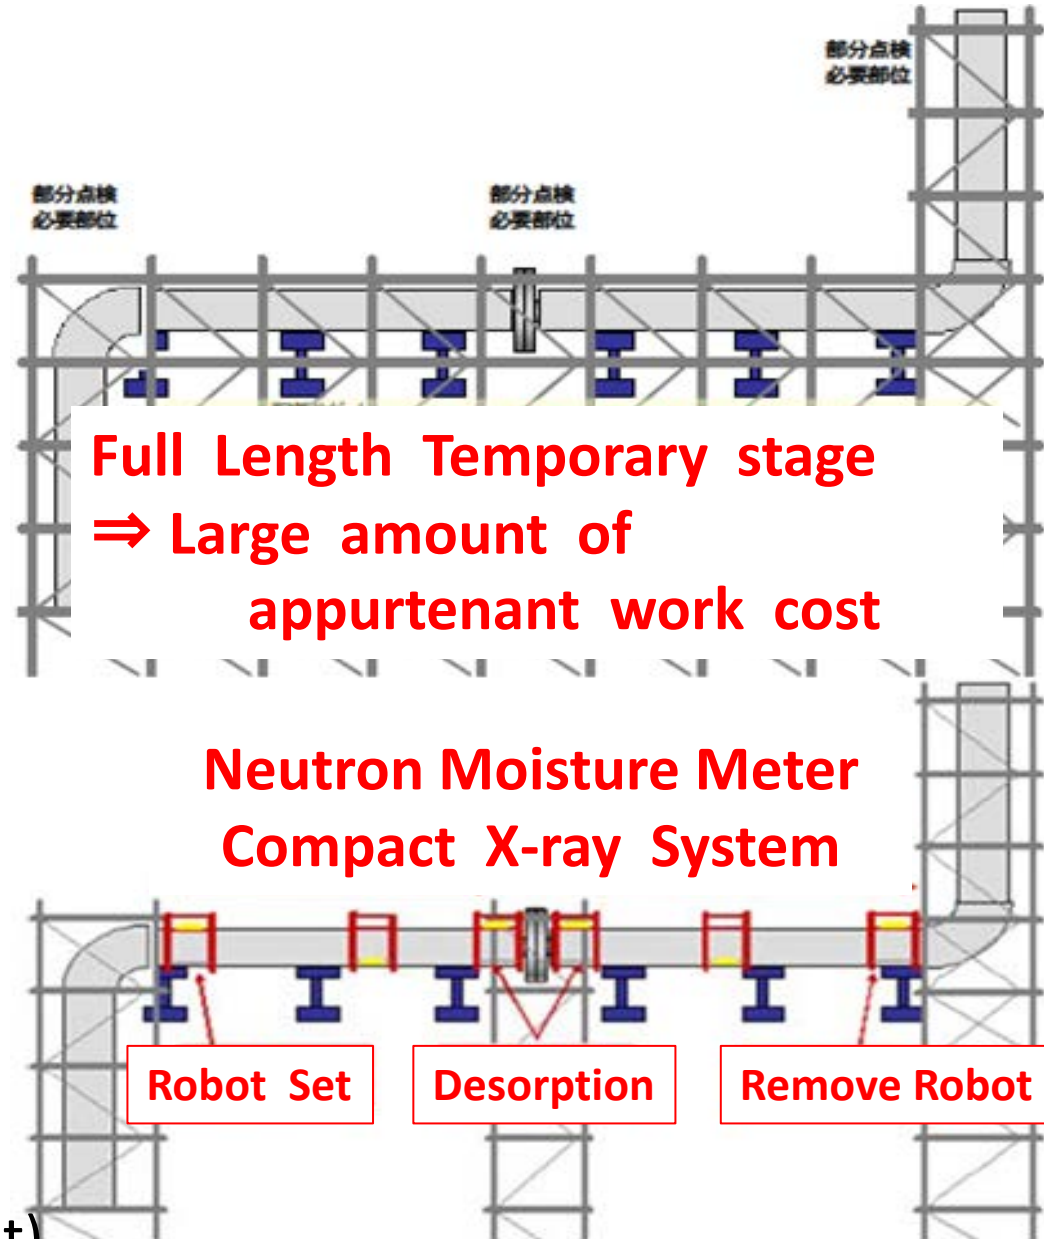 部分点検
必要部位
部分点検
必要部位
部分点検
必要部位
Full Length Temporary stage
⇒ Large amount of
appurtenant work cost
Neutron Moisture Meter
Compact X-ray System
Robot Set
Desorption
Remove Robot
t)